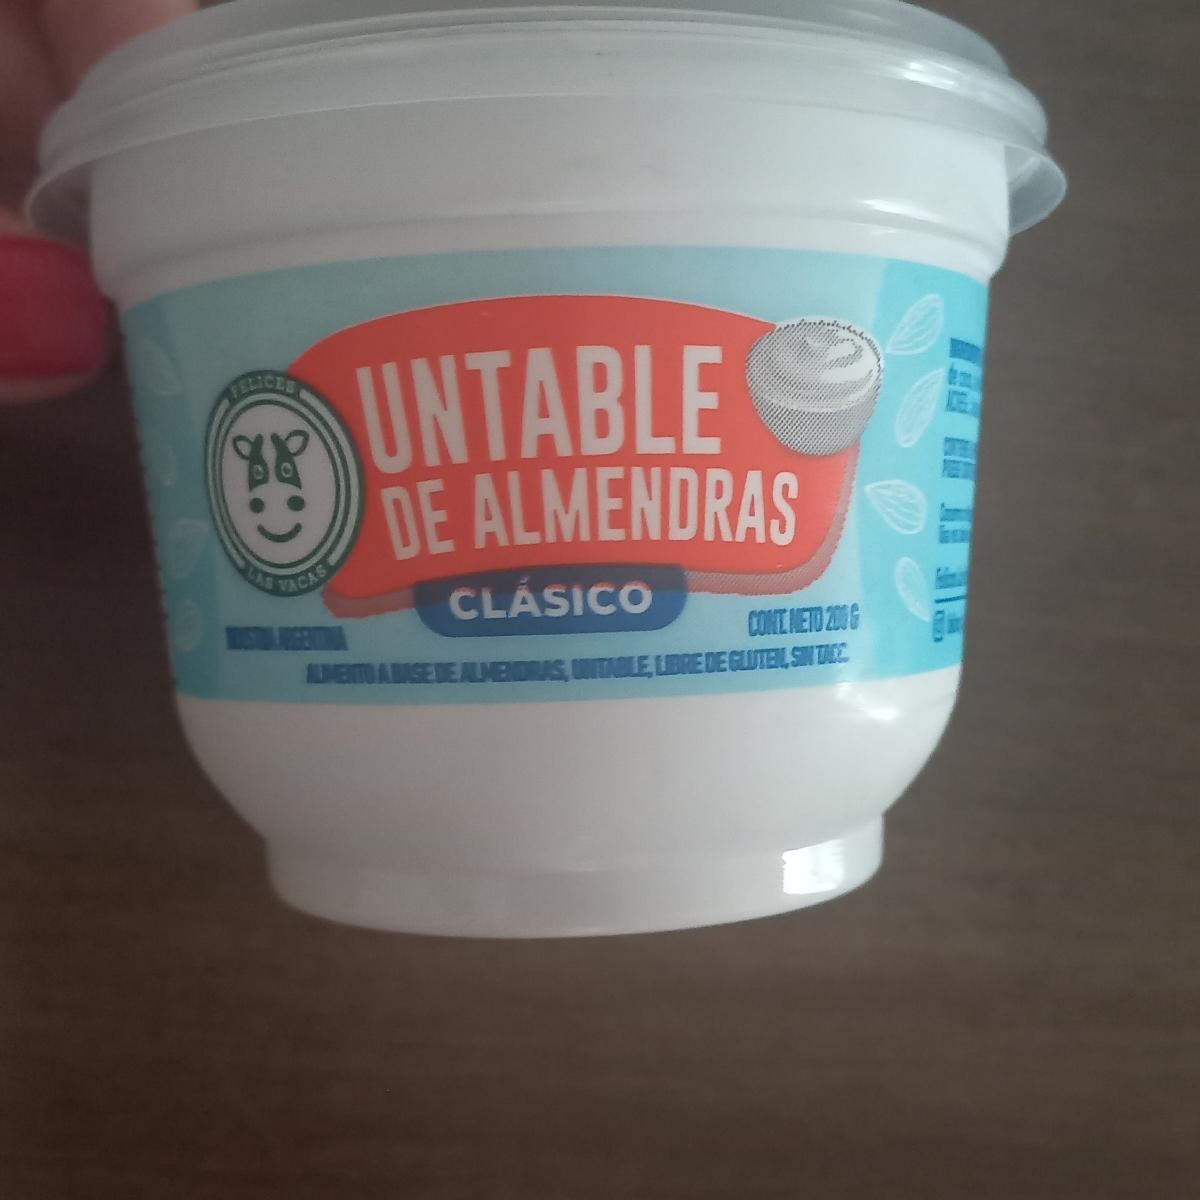 FELICES
LAS VACAS
UNTABLE
DE ALMENDRAS
CLÁSICO
INDUSTRIA ARGENTINA
CONT. NETO 200 G
ALIMENTO A BASE DE ALMENDRAS, UNTABLE, LIBRE DE GLUTEN, SIN TACC.